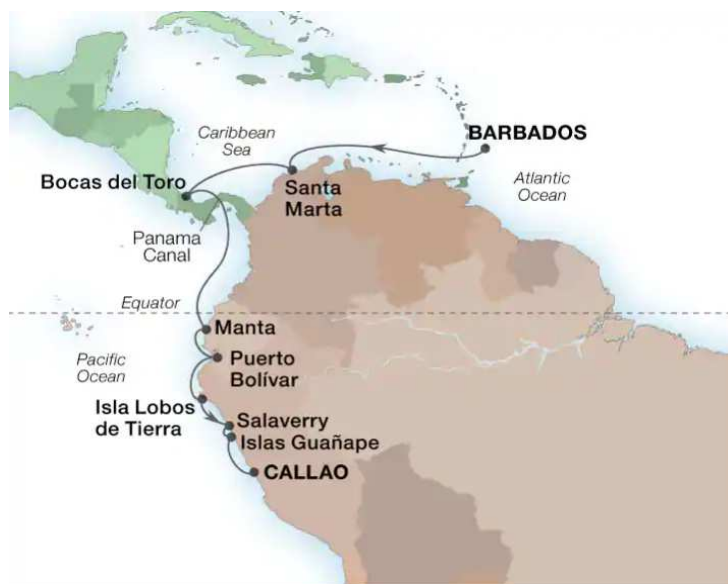 Caribbean
Sea
BARBADOS
Bocas del Toro
Santa
Marta
Atlantic
Ocean
Panama
Canal
Equator
Manta
Pacific
Ocean
Puerto
Bolívar
Isla Lobos
de Tierra
Salaverry
Islas Guañape
CALLAO